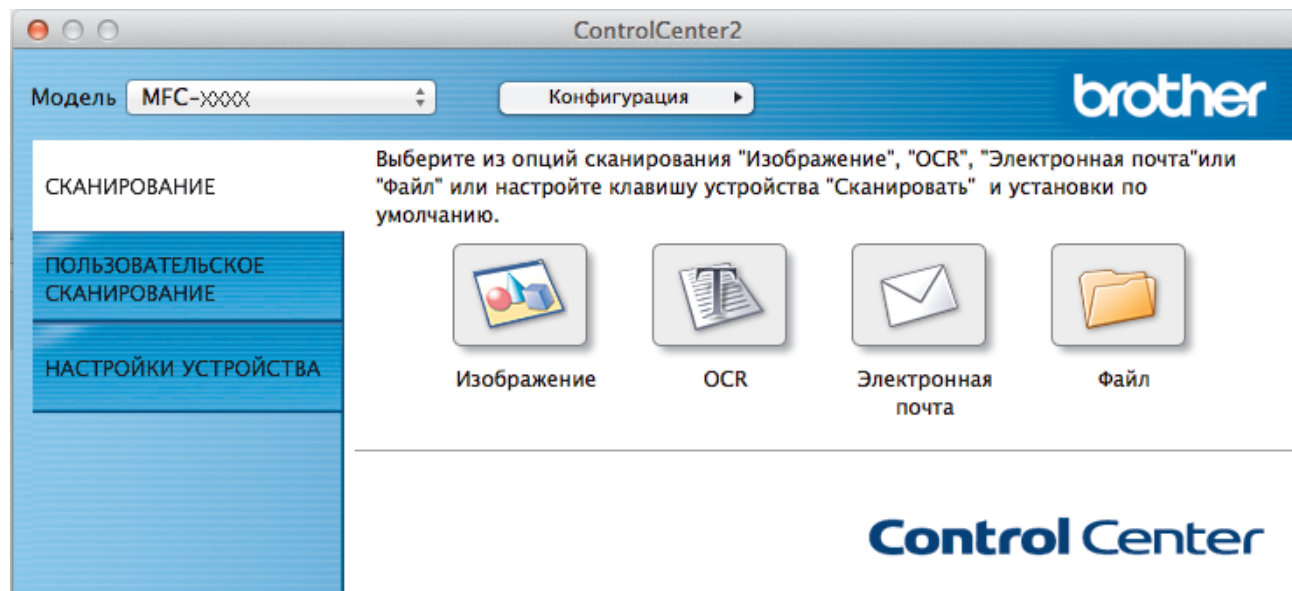 ControlCenter2
Модель MFC-XXXX Конфигурация
brother
СКАНИРОВАНИЕ
ПОЛЬЗОВАТЕЛЬСКОЕ
СКАНИРОВАНИЕ
НАСТРОЙКИ УСТРОЙСТВА
Выберите из опций сканирования "Изображение", "OCR", "Электронная почта"или
"Файл" или настройте клавишу устройства "Сканировать"  и установки по
умолчанию.
Изображение
OCR
Электронная
почта
Файл
Control Center